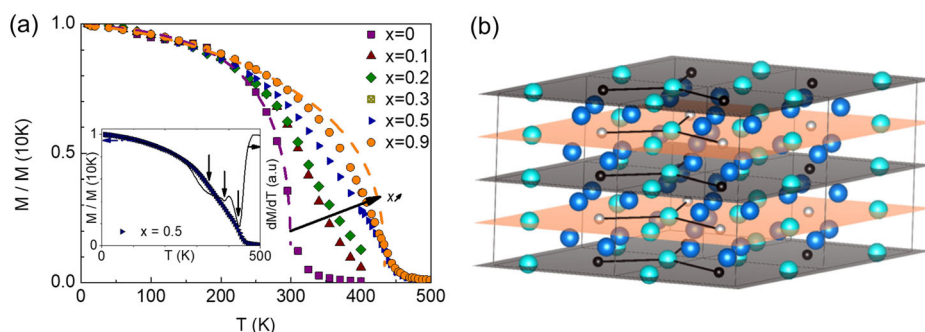 (a)
M / M (10K)
1.0
0.5
0.0
x=0
x=0.1
x=0.2
x=0.3
x=0.5
x=0.9
M / M (10K)
1
0
dM/dT (a.u
x = 0.5
0
T (K)
500
x
0
100
200
300
400
500
T (K)
(b)